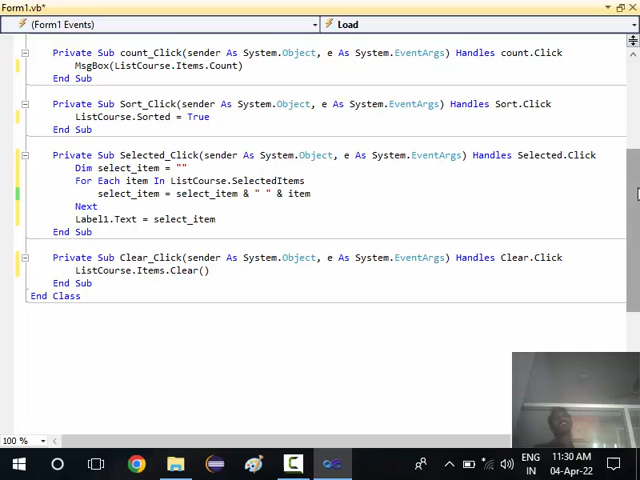 Form1.vb*
(Form1 Events)
Load
Private Sub count_Click(sender As System.Object, e As System.EventArgs) Handles count.Click
MsgBox(ListCourse.Items.Count)
End Sub
Private Sub Sort_Click(sender As System.Object, e As System.EventArgs) Handles Sort.Click
ListCourse.Sorted = True
End Sub
Private Sub Selected_Click(sender As System.Object, e As System.EventArgs) Handles Selected.Click
Dim select_item = ""
For Each item In ListCourse.SelectedItems
select_item = select_item & " " & item
Next
Label1.Text = select_item
End Sub
Private Sub Clear_Click(sender As System.Object, e As System.EventArgs) Handles Clear.Click
ListCourse.Items.Clear()
End Sub
End Class
100 %
ENG
IN
11:30 AM
04-Apr-22